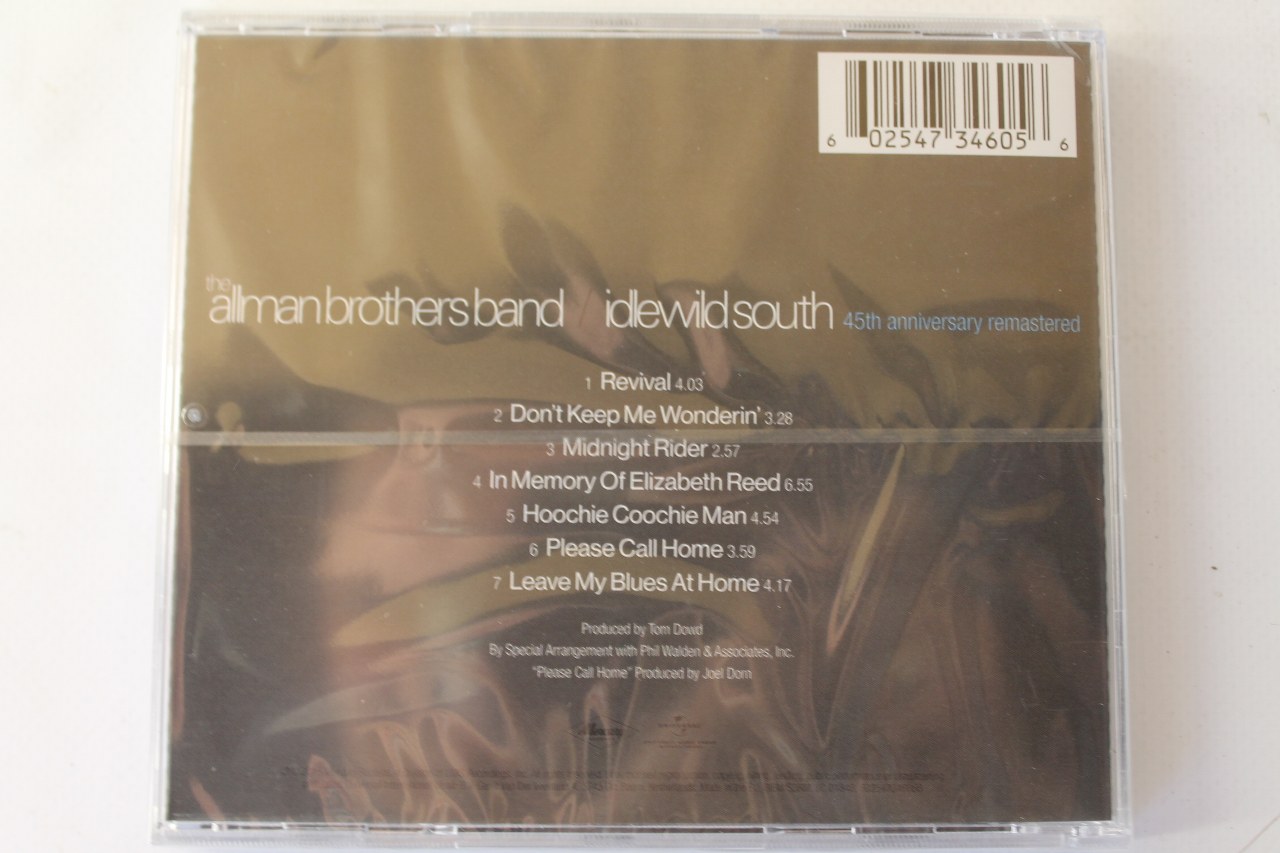 6 02547 34605 6
the
allman brothers band / idlewild south 45th anniversary remastered
1 Revival 4.03
2 Don't Keep Me Wonderin' 3.28
3 Midnight Rider 2.57
4 In Memory Of Elizabeth Reed 6.55
5 Hoochie Coochie Man 4.54
6 Please Call Home 3.59
7 Leave My Blues At Home 4.17
Produced by Tom Dowd
By Special Arrangement with Phil Walden & Associates, Inc.
"Please Call Home" Produced by Joel Dorn